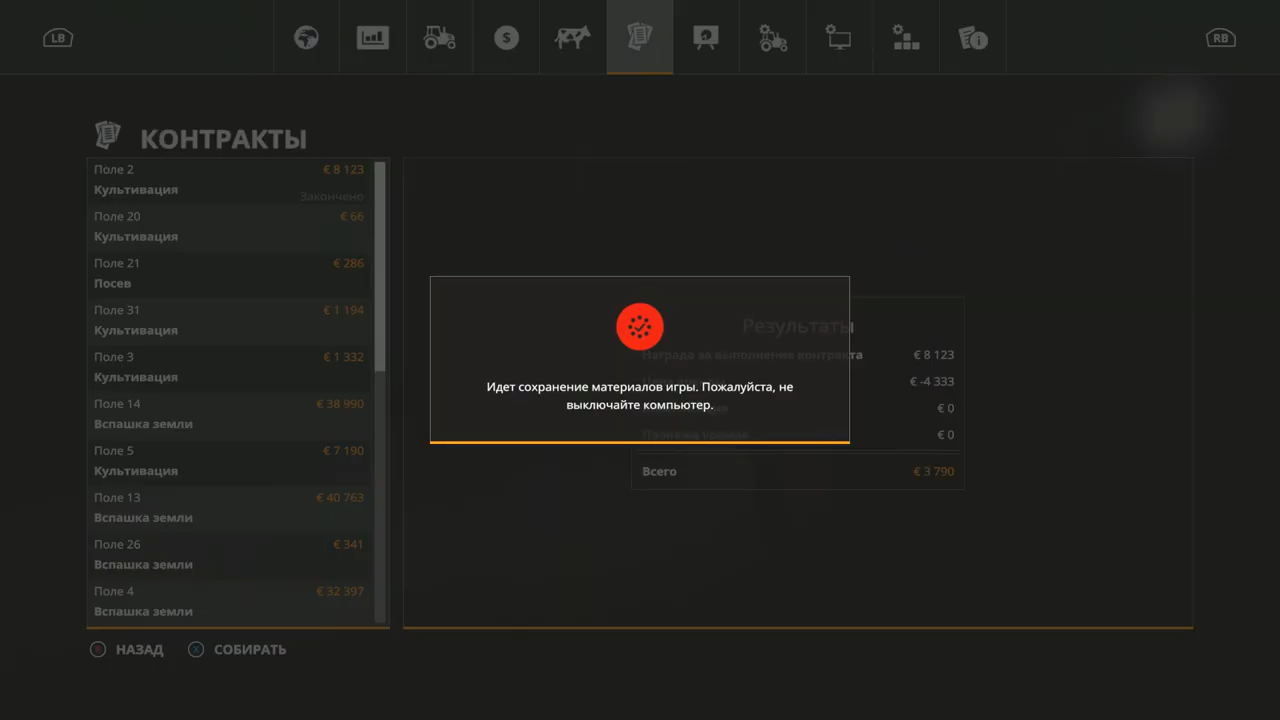 LB
RB
КОНТРАКТЫ
Поле 2 € 8 123
Культивация
Закончено
Поле 20 € 66
Культивация
Поле 21 € 286
Посев
Поле 31 € 1 194
Культивация
Поле 3 € 1 332
Культивация
Поле 14 € 38 990
Вспашка земли
Поле 5 € 7 190
Культивация
Поле 13 € 40 763
Вспашка земли
Поле 26 € 341
Вспашка земли
Поле 4 € 32 397
Вспашка земли
Результаты
Награда за выполнение контракта € 8 123
€ -4 333
€ 0
€ 0
Всего € 3 790
Идет сохранение материалов игры. Пожалуйста, не
выключайте компьютер.
НАЗАД
X СОБИРАТЬ